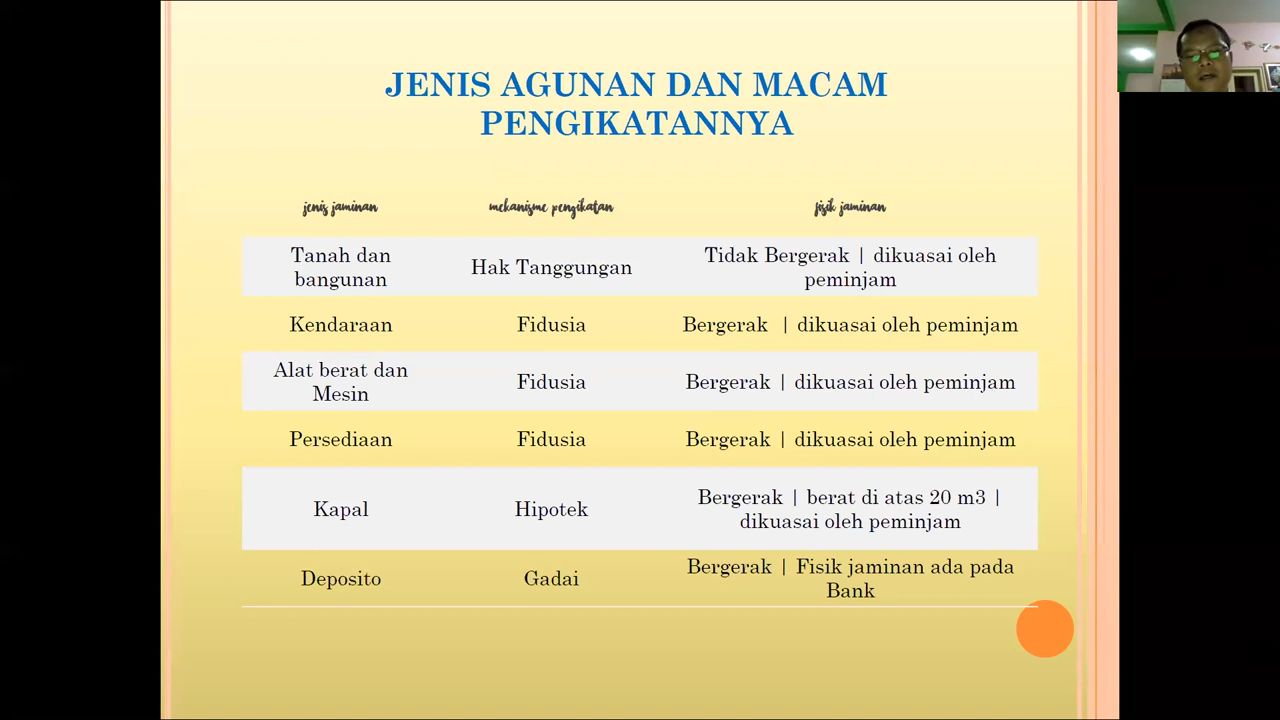 JENIS AGUNAN DAN MACAM
PENGIKATANNYA
jenis jaminan mekanisme pengikatan fisik jaminan
Tanah dan bangunan Hak Tanggungan Tidak Bergerak | dikuasai oleh peminjam
Kendaraan Fidusia Bergerak | dikuasai oleh peminjam
Alat berat dan Mesin Fidusia Bergerak | dikuasai oleh peminjam
Persediaan Fidusia Bergerak | dikuasai oleh peminjam
Kapal Hipotek Bergerak | berat di atas 20 m3 | dikuasai oleh peminjam
Deposito Gadai Bergerak | Fisik jaminan ada pada Bank